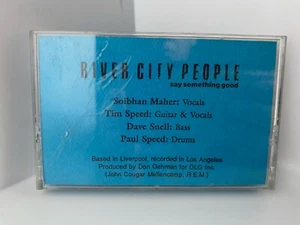 RIVER CITY PEOPLE
say something good
Soibhan Maher: Vocals
Tim Speed: Guitar & Vocals
Dave Snell: Bass
Paul Speed: Drums
Based in Liverpool, recorded in Los Angeles
Produced by Don Gehman for DLG Inc.
(John Cougar Mellencamp, R.E.M.)